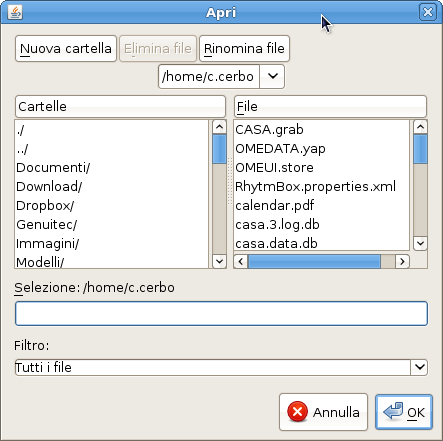 Apri
Nuova cartella Elimina file Rinomina file
/home/c.cerbo
Cartelle
./
../
Documenti/
Download/
Dropbox/
Genuitec/
Immagini/
Modelli/
File
CASA.grab
OMEDATA.yap
OMEUI.store
RhytmBox.properties.xml
calendar.pdf
casa.3.log.db
casa.data.db
Selezione: /home/c.cerbo
Filtro:
Tutti i file
Annulla OK